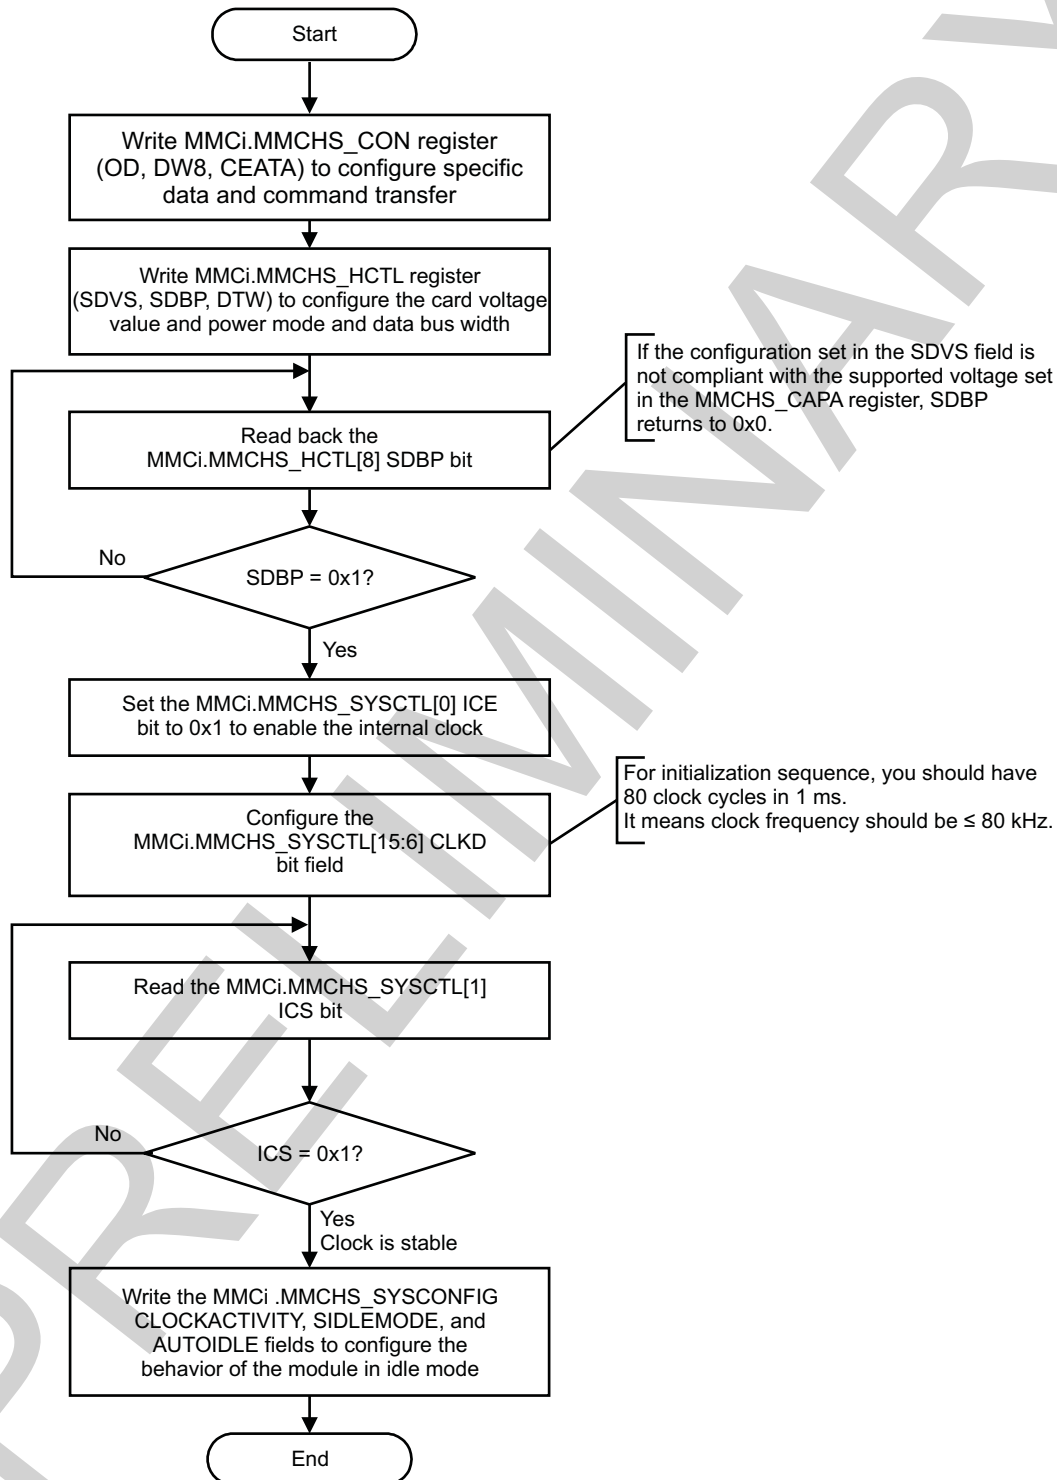 Start
Write MMCi.MMCHS_CON register
(OD, DW8, CEATA) to configure specific
data and command transfer
Write MMCi.MMCHS_HCTL register
(SDVS, SDBP, DTW) to configure the card voltage
value and power mode and data bus width
If the configuration set in the SDVS field is
not compliant with the supported voltage set
in the MMCHS_CAPA register, SDBP
returns to 0x0.
Read back the
MMCi.MMCHS_HCTL[8] SDBP bit
No
SDBP = 0x1?
Yes
Set the MMCi.MMCHS_SYSCTL[0] ICE
bit to 0x1 to enable the internal clock
For initialization sequence, you should have
80 clock cycles in 1 ms.
It means clock frequency should be ≤ 80 kHz.
Configure the
MMCi.MMCHS_SYSCTL[15:6] CLKD
bit field
Read the MMCi.MMCHS_SYSCTL[1]
ICS bit
No
ICS = 0x1?
Yes
Clock is stable
Write the MMCi .MMCHS_SYSCONFIG
CLOCKACTIVITY, SIDLEMODE, and
AUTOIDLE fields to configure the
behavior of the module in idle mode
End
PRELIMINARY